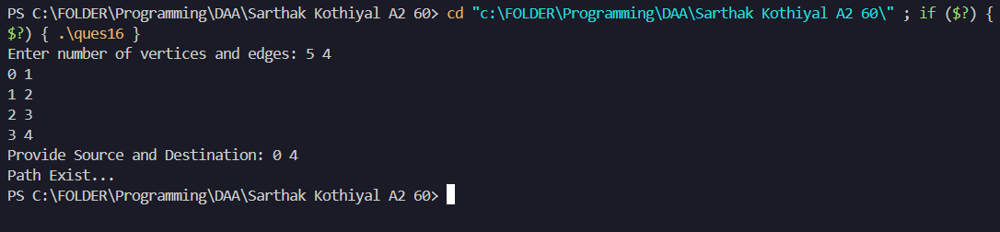 PS C:\FOLDER\Programming\DAA\Sarthak Kothiyal A2 60> cd "c:\FOLDER\Programming\DAA\Sarthak Kothiyal A2 60\" ; if ($?) {
$?) { .\ques16 }
Enter number of vertices and edges: 5 4
0 1
1 2
2 3
3 4
Provide Source and Destination: 0 4
Path Exist...
PS C:\FOLDER\Programming\DAA\Sarthak Kothiyal A2 60>